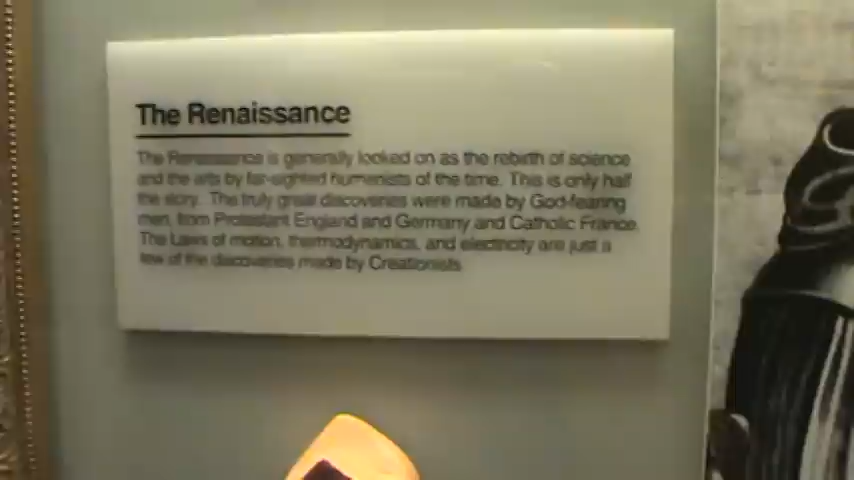 The Renaissance
The Renaissance is generally looked on as the rebirth of science
and the arts by far-sighted humanists of the time. This is only half
the story. The truly great discoveries were made by God-fearing
men, from Protestant England and Germany and Catholic France.
The Laws of motion, thermodynamics, and electricity are just a
few of the discoveries made by Creationists.